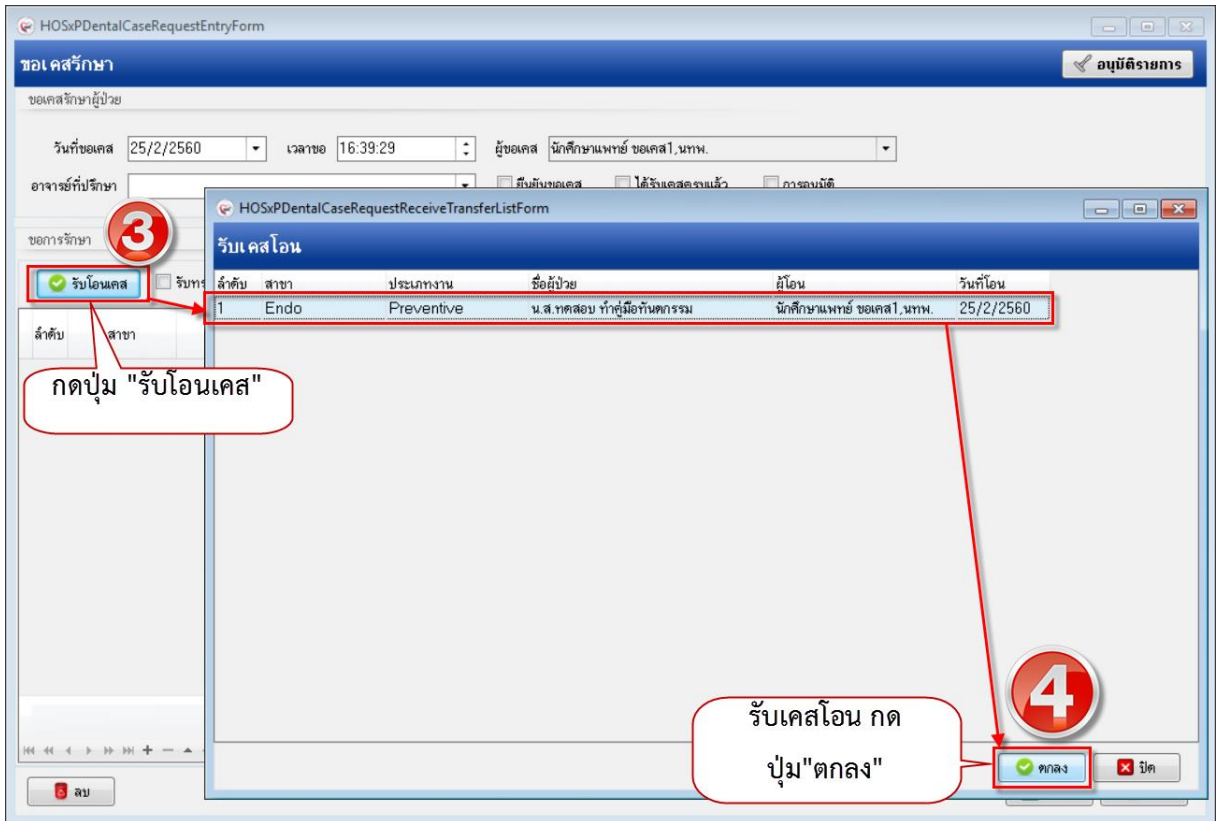 HOSxPDentalCaseRequestEntryForm
ขอเคสรักษา
อนุมัติรายการ
ขอเคสรักษาผู้ป่วย
วันที่ขอเคส 25/2/2560 เวลาขอ 16:39:29 ผู้ขอเคส นักศึกษาแพทย์ ขอเคส1,นทพ.
อาจารย์ที่ปรึกษา ยืนยันขอเคส ได้รับเคสครบแล้ว การอนุมัติ
HOSxPDentalCaseRequestReceiveTransferListForm
3
ขอการรักษา
รับเคสโอน
รับโอนเคส
ลำดับ สาขา ประเภทงาน ชื่อผู้ป่วย ผู้โอน วันที่โอน
1 Endo Preventive น.ส.ทดสอบ ทำคู่มือทันตกรรม นักศึกษาแพทย์ ขอเคส1,นทพ. 25/2/2560
ลำดับ สาขา
กดปุ่ม "รับโอนเคส"
4
รับเคสโอน กด
ปุ่ม"ตกลง"
ตกลง ปิด
ลบ